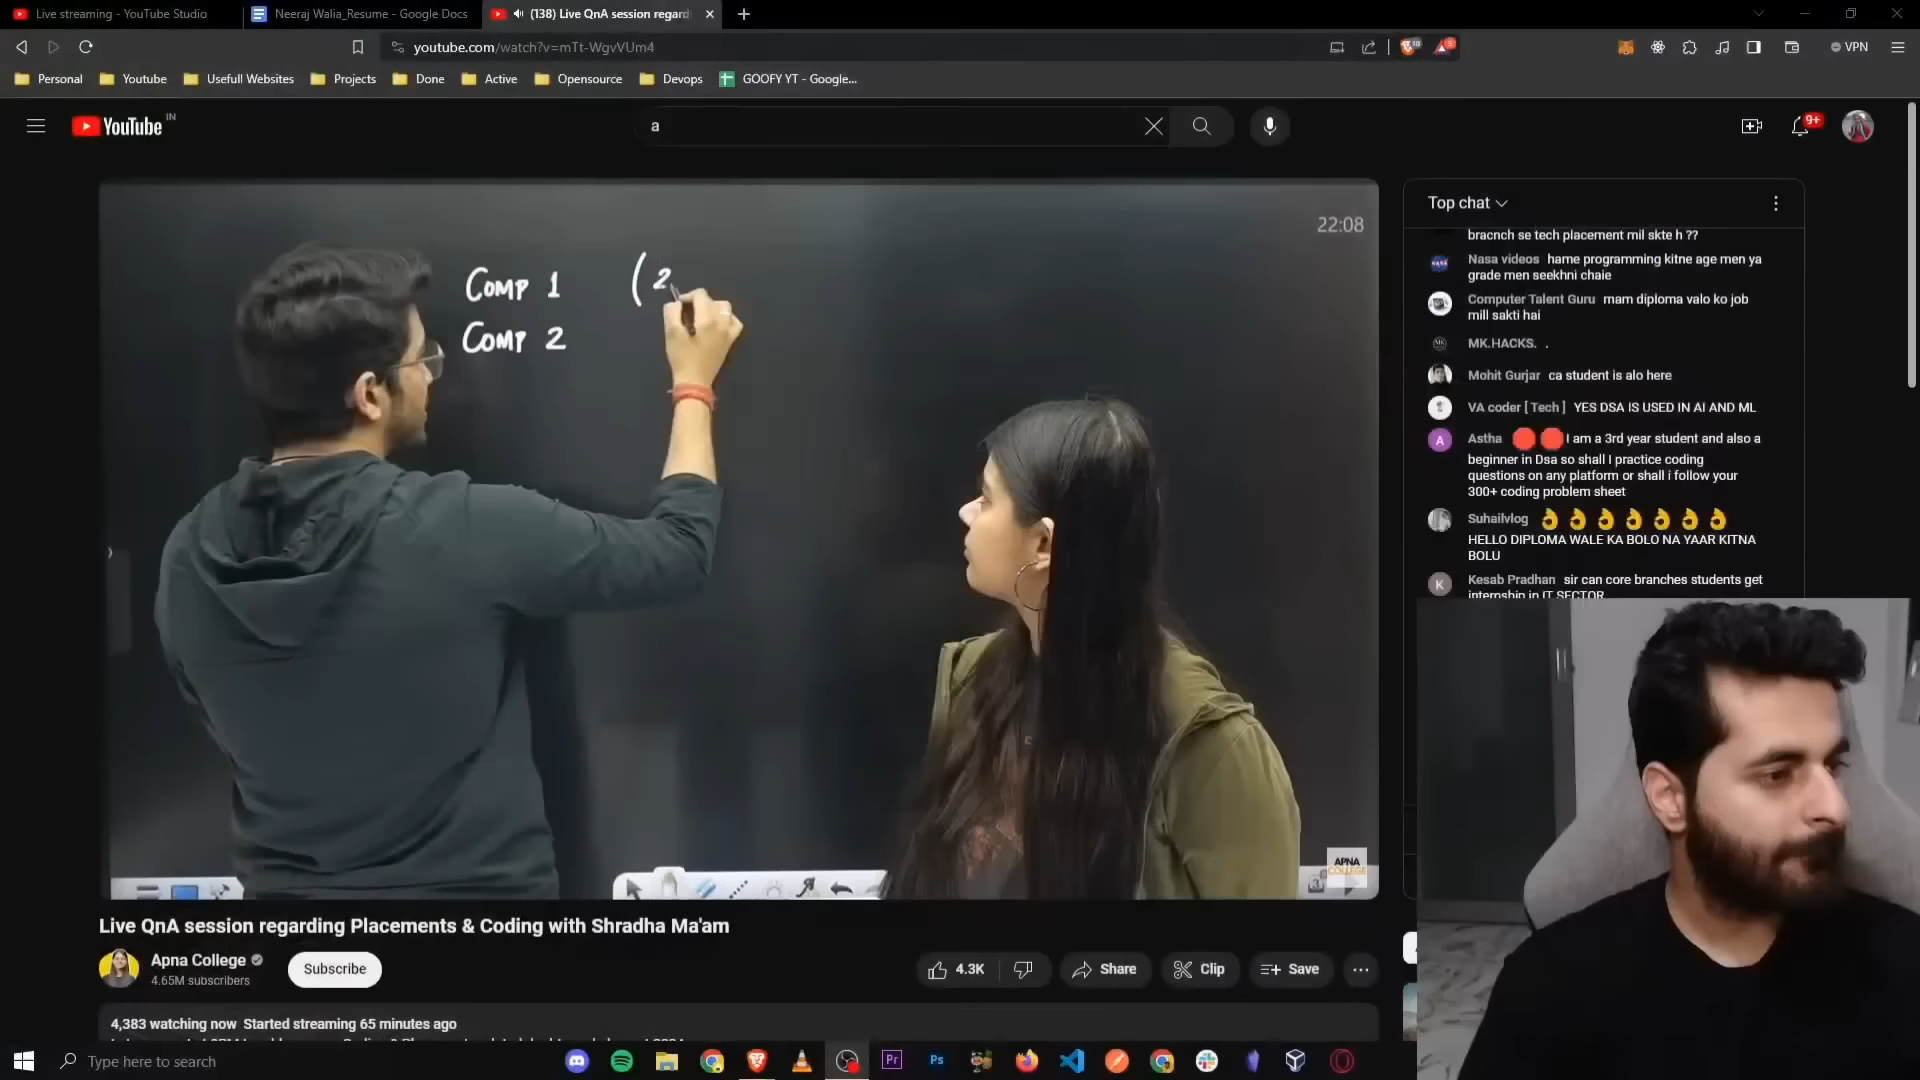 Live streaming - YouTube Studio
Neeraj Walia_Resume - Google Docs
(138) Live QnA session regard
youtube.com/watch?v=mTt-WgvVUm4
VPN
Personal
Youtube
Usefull Websites
Projects
Done
Active
Opensource
Devops
GOOFY YT - Google...
YouTube IN
a
9+
22:08
Comp 1 (2
Comp 2
APNA
COLLEGE
Top chat
bracnch se tech placement mil skte h ??
Nasa videos hame programming kitne age men ya
grade men seekhni chaie
Computer Talent Guru mam diploma valo ko job
mill sakti hai
MK.HACKS. .
Mohit Gurjar ca student is alo here
VA coder [ Tech ] YES DSA IS USED IN AI AND ML
A
Astha I am a 3rd year student and also a
beginner in Dsa so shall I practice coding
questions on any platform or shall i follow your
300+ coding problem sheet
Suhailvlog
HELLO DIPLOMA WALE KA BOLO NA YAAR KITNA
BOLU
K
Kesab Pradhan sir can core branches students get
internship in IT SECTOR
Live QnA session regarding Placements & Coding with Shradha Ma'am
Apna College
4.65M subscribers
Subscribe
4.3K
Share
Clip
Save
4,383 watching now Started streaming 65 minutes ago
Type here to search
Pr
Ps